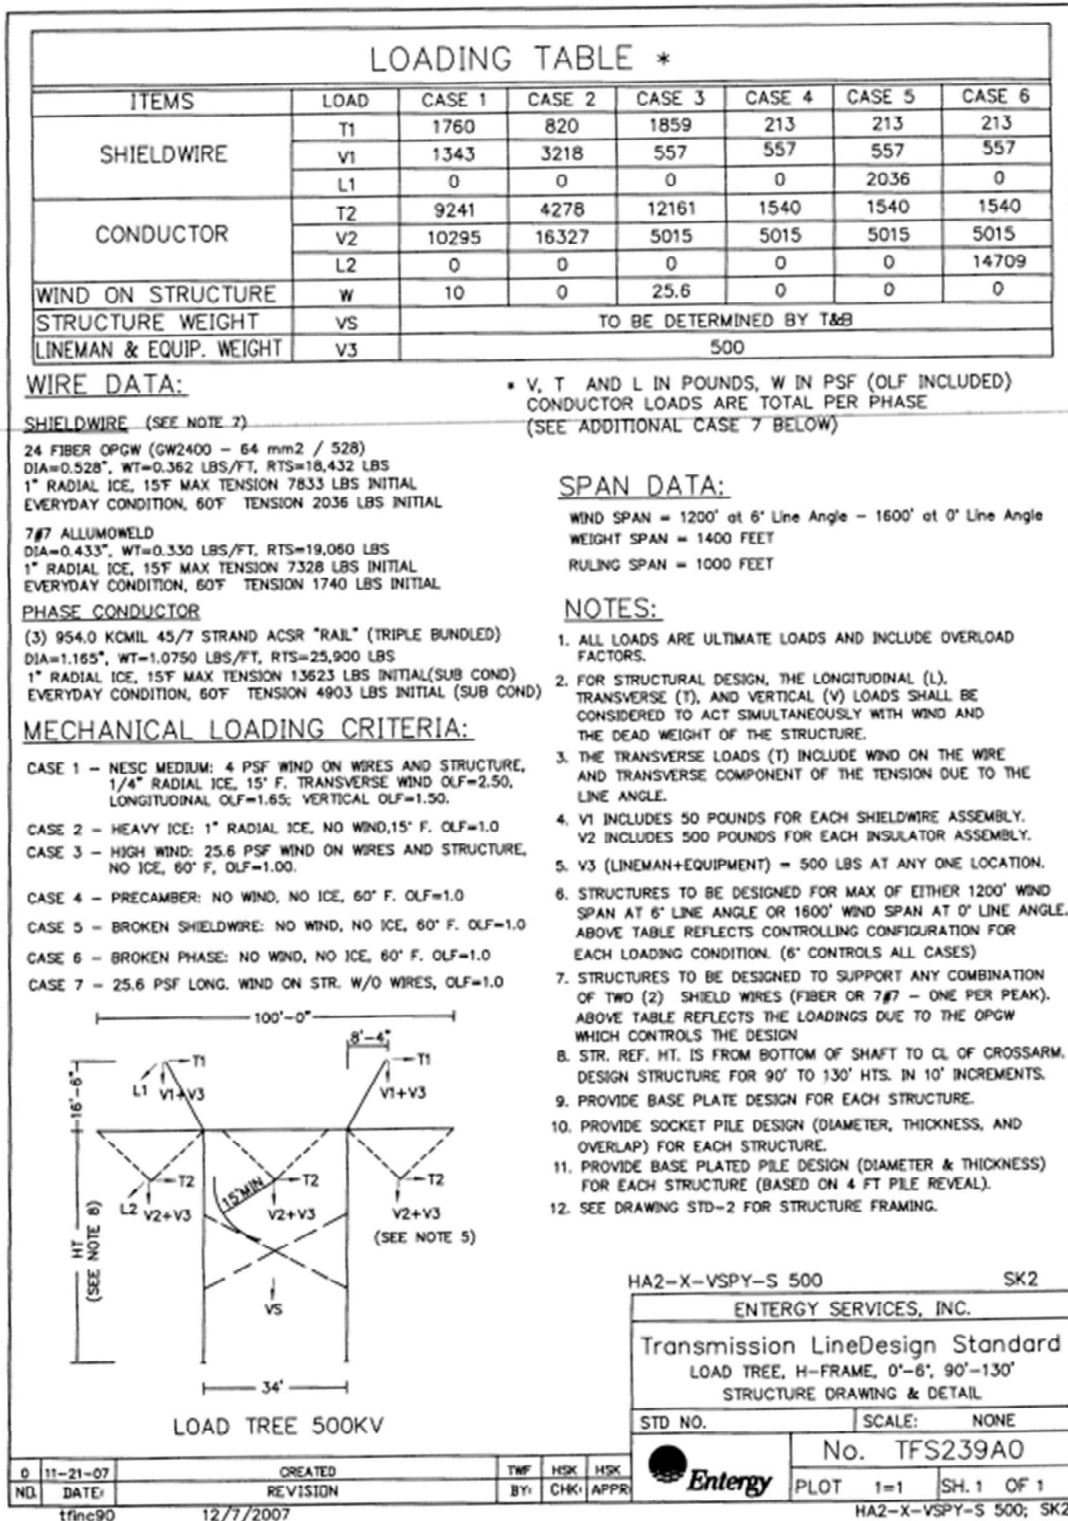 LOADING TABLE *
ITEMS LOAD CASE 1 CASE 2 CASE 3 CASE 4 CASE 5 CASE 6
SHIELDWIRE
T1 1760 820 1859 213 213 213
V1 1343 3218 557 557 557 557
L1 0 0 0 0 2036 0
CONDUCTOR
T2 9241 4278 12161 1540 1540 1540
V2 10295 16327 5015 5015 5015 5015
L2 0 0 0 0 0 14709
WIND ON STRUCTURE W 10 0 25.6 0 0 0
STRUCTURE WEIGHT VS TO BE DETERMINED BY T&B
LINEMAN & EQUIP. WEIGHT V3 500
* V, T AND L IN POUNDS, W IN PSF (OLF INCLUDED)
CONDUCTOR LOADS ARE TOTAL PER PHASE
(SEE ADDITIONAL CASE 7 BELOW)
WIRE DATA:
SHIELDWIRE (SEE NOTE 7)
24 FIBER OPGW (GW2400 - 64 mm2 / 528)
DIA=0.528", WT=0.362 LBS/FT, RTS=18,432 LBS
1" RADIAL ICE, 15°F MAX TENSION 7833 LBS INITIAL
EVERYDAY CONDITION, 60°F TENSION 2036 LBS INITIAL
7#7 ALLUMOWELD
DIA=0.433", WT=0.330 LBS/FT, RTS=19,060 LBS
1" RADIAL ICE, 15°F MAX TENSION 7328 LBS INITIAL
EVERYDAY CONDITION, 60°F TENSION 1740 LBS INITIAL
PHASE CONDUCTOR
(3) 954.0 KCMIL 45/7 STRAND ACSR "RAIL" (TRIPLE BUNDLED)
DIA=1.165", WT=1.0750 LBS/FT, RTS=25,900 LBS
1" RADIAL ICE, 15°F MAX TENSION 13623 LBS INITIAL(SUB COND)
EVERYDAY CONDITION, 60°F TENSION 4903 LBS INITIAL (SUB COND)
MECHANICAL LOADING CRITERIA:
CASE 1 - NESC MEDIUM: 4 PSF WIND ON WIRES AND STRUCTURE,
1/4" RADIAL ICE, 15° F. TRANSVERSE WIND OLF=2.50,
LONGITUDINAL OLF=1.65; VERTICAL OLF=1.50.
CASE 2 - HEAVY ICE: 1" RADIAL ICE, NO WIND,15° F. OLF=1.0
CASE 3 - HIGH WIND: 25.6 PSF WIND ON WIRES AND STRUCTURE,
NO ICE, 60° F, OLF=1.00.
CASE 4 - PRECAMBER: NO WIND, NO ICE, 60° F. OLF=1.0
CASE 5 - BROKEN SHIELDWIRE: NO WIND, NO ICE, 60° F. OLF=1.0
CASE 6 - BROKEN PHASE: NO WIND, NO ICE, 60° F. OLF=1.0
CASE 7 - 25.6 PSF LONG. WIND ON STR. W/O WIRES, OLF=1.0
SPAN DATA:
WIND SPAN = 1200' at 6° Line Angle - 1600' at 0° Line Angle
WEIGHT SPAN = 1400 FEET
RULING SPAN = 1000 FEET
NOTES:
1. ALL LOADS ARE ULTIMATE LOADS AND INCLUDE OVERLOAD
FACTORS.
2. FOR STRUCTURAL DESIGN, THE LONGITUDINAL (L),
TRANSVERSE (T), AND VERTICAL (V) LOADS SHALL BE
CONSIDERED TO ACT SIMULTANEOUSLY WITH WIND AND
THE DEAD WEIGHT OF THE STRUCTURE.
3. THE TRANSVERSE LOADS (T) INCLUDE WIND ON THE WIRE
AND TRANSVERSE COMPONENT OF THE TENSION DUE TO THE
LINE ANGLE.
4. V1 INCLUDES 50 POUNDS FOR EACH SHIELDWIRE ASSEMBLY.
V2 INCLUDES 500 POUNDS FOR EACH INSULATOR ASSEMBLY.
5. V3 (LINEMAN+EQUIPMENT) = 500 LBS AT ANY ONE LOCATION.
6. STRUCTURES TO BE DESIGNED FOR MAX OF EITHER 1200' WIND
SPAN AT 6° LINE ANGLE OR 1600' WIND SPAN AT 0° LINE ANGLE.
ABOVE TABLE REFLECTS CONTROLLING CONFIGURATION FOR
EACH LOADING CONDITION. (6° CONTROLS ALL CASES)
7. STRUCTURES TO BE DESIGNED TO SUPPORT ANY COMBINATION
OF TWO (2) SHIELD WIRES (FIBER OR 7#7 - ONE PER PEAK).
ABOVE TABLE REFLECTS THE LOADINGS DUE TO THE OPGW
WHICH CONTROLS THE DESIGN
8. STR. REF. HT. IS FROM BOTTOM OF SHAFT TO CL OF CROSSARM.
DESIGN STRUCTURE FOR 90' TO 130' HTS. IN 10' INCREMENTS.
9. PROVIDE BASE PLATE DESIGN FOR EACH STRUCTURE.
10. PROVIDE SOCKET PILE DESIGN (DIAMETER, THICKNESS, AND
OVERLAP) FOR EACH STRUCTURE.
11. PROVIDE BASE PLATED PILE DESIGN (DIAMETER & THICKNESS)
FOR EACH STRUCTURE (BASED ON 4 FT PILE REVEAL).
12. SEE DRAWING STD-2 FOR STRUCTURE FRAMING.
100'-0"
8'-4"
T1 T1
L1 V1+V3 V1+V3
16'-6"
T2 T2 T2
15'MIN
L2 V2+V3 V2+V3 V2+V3
(SEE NOTE 5)
HT
(SEE NOTE 8)
VS
34'
LOAD TREE 500KV
HA2-X-VSPY-S 500 SK2
ENTERGY SERVICES, INC.
Transmission LineDesign Standard
LOAD TREE, H-FRAME, 0°-6°, 90'-130'
STRUCTURE DRAWING & DETAIL
STD NO. SCALE: NONE
Entergy
No. TFS239A0
PLOT 1=1 SH. 1 OF 1
0 11-21-07 CREATED TWF HSK HSK
NO. DATE: REVISION BY: CHK: APPR
tfinc90 12/7/2007 HA2-X-VSPY-S 500; SK2